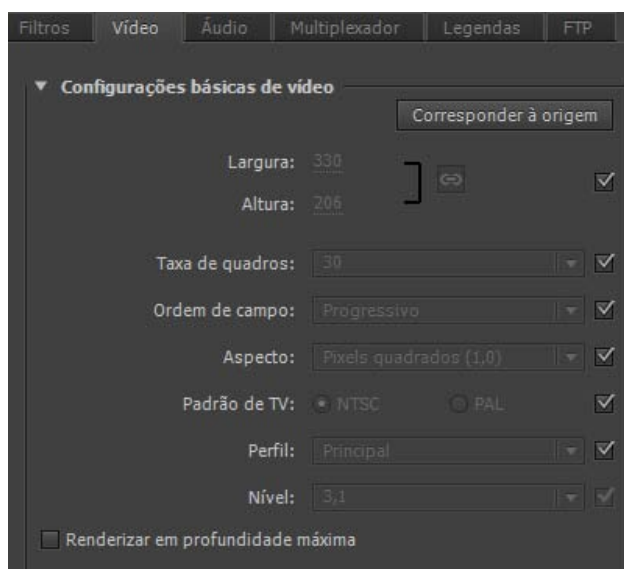 Filtros Vídeo Áudio Multiplexador Legendas FTP
Configurações básicas de vídeo
Corresponder à origem
Largura: 330
Altura: 206
Taxa de quadros: 30
Ordem de campo: Progressivo
Aspecto: Pixels quadrados (1,0)
Padrão de TV: NTSC PAL
Perfil: Principal
Nível: 3,1
Renderizar em profundidade máxima